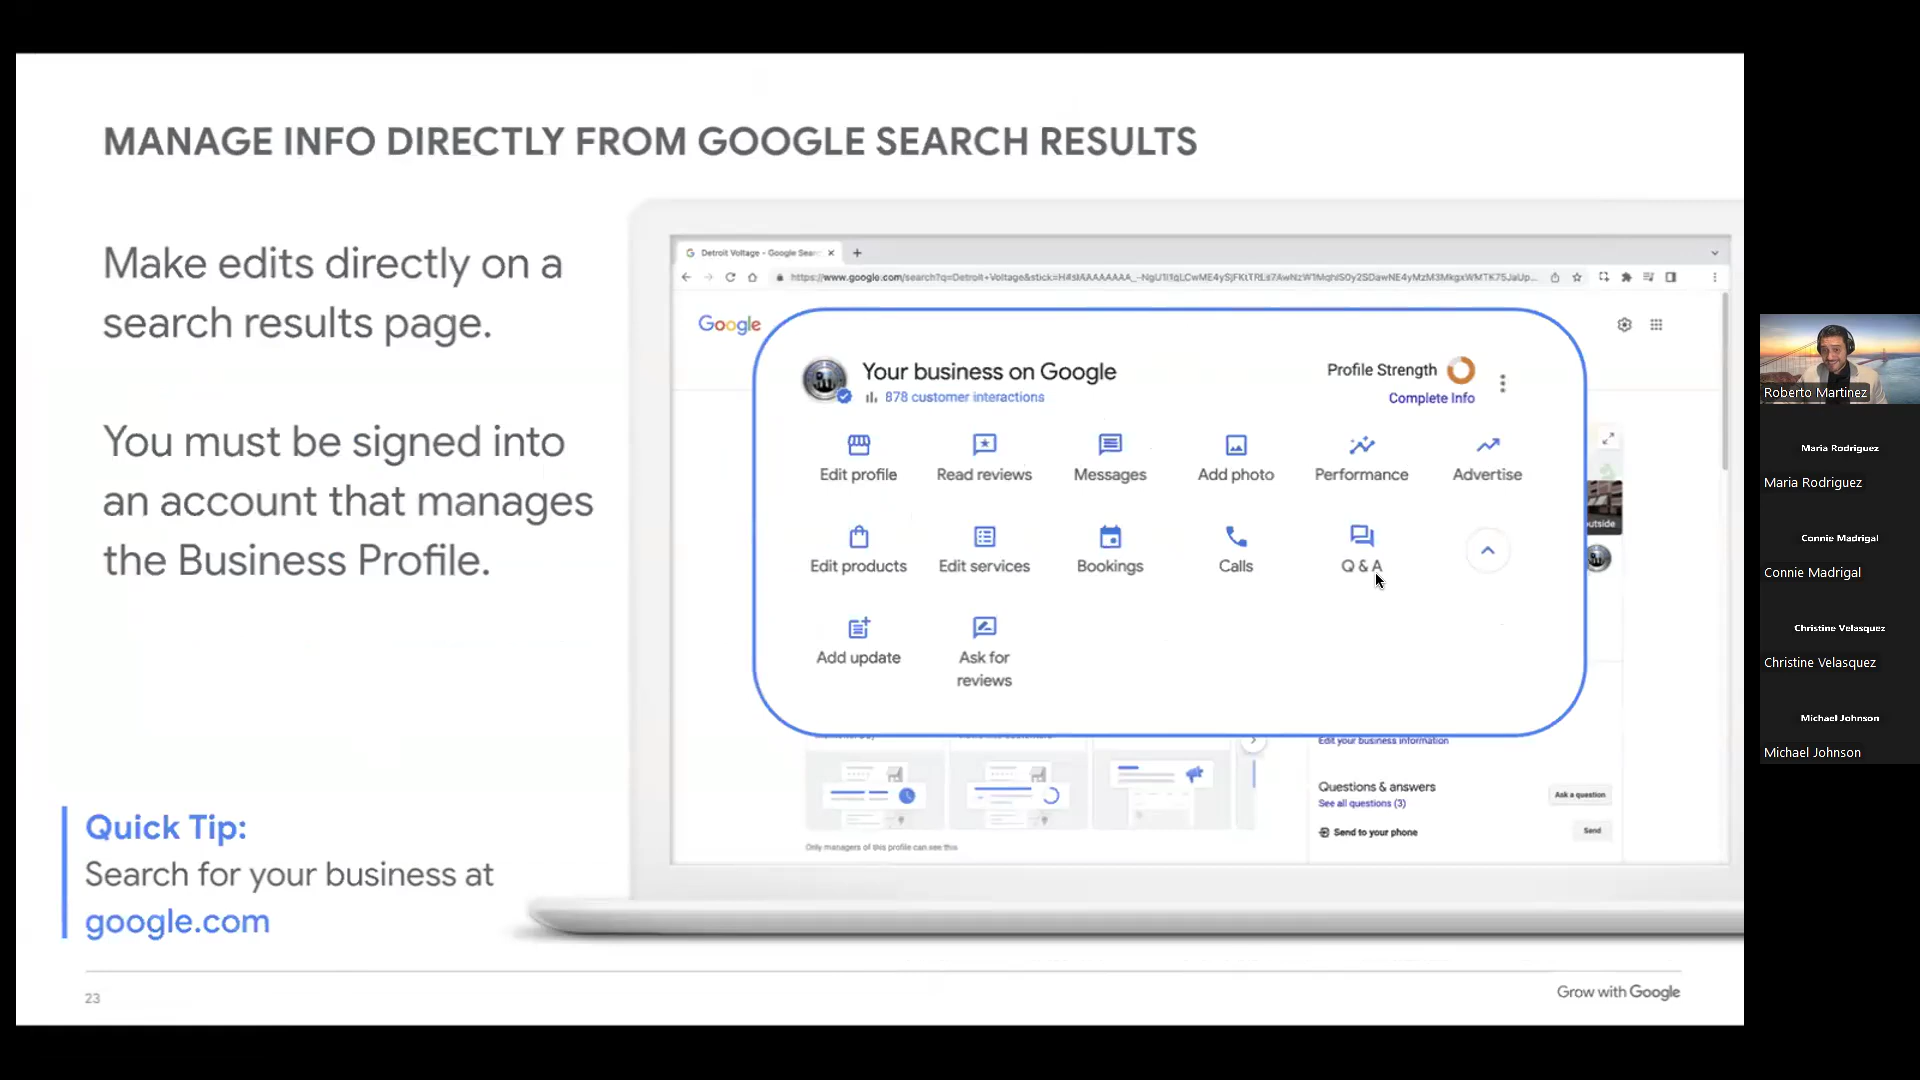 MANAGE INFO DIRECTLY FROM GOOGLE SEARCH RESULTS
Make edits directly on a
search results page.
You must be signed into
an account that manages
the Business Profile.
Quick Tip:
Search for your business at
google.com
23
Grow with Google
Detroit Voltage - Google Sear
Google
Your business on Google
878 customer interactions
Profile Strength
Complete Info
Edit profile
Read reviews
Messages
Add photo
Performance
Advertise
Edit products
Edit services
Bookings
Calls
Q & A
Add update
Ask for
reviews
utside
Edit your business information
Questions & answers
See all questions (3)
Ask a question
Send to your phone
Send
Only managers of this profile can see this
Roberto Martinez
Maria Rodriguez
Maria Rodriguez
Connie Madrigal
Connie Madrigal
Christine Velasquez
Christine Velasquez
Michael Johnson
Michael Johnson